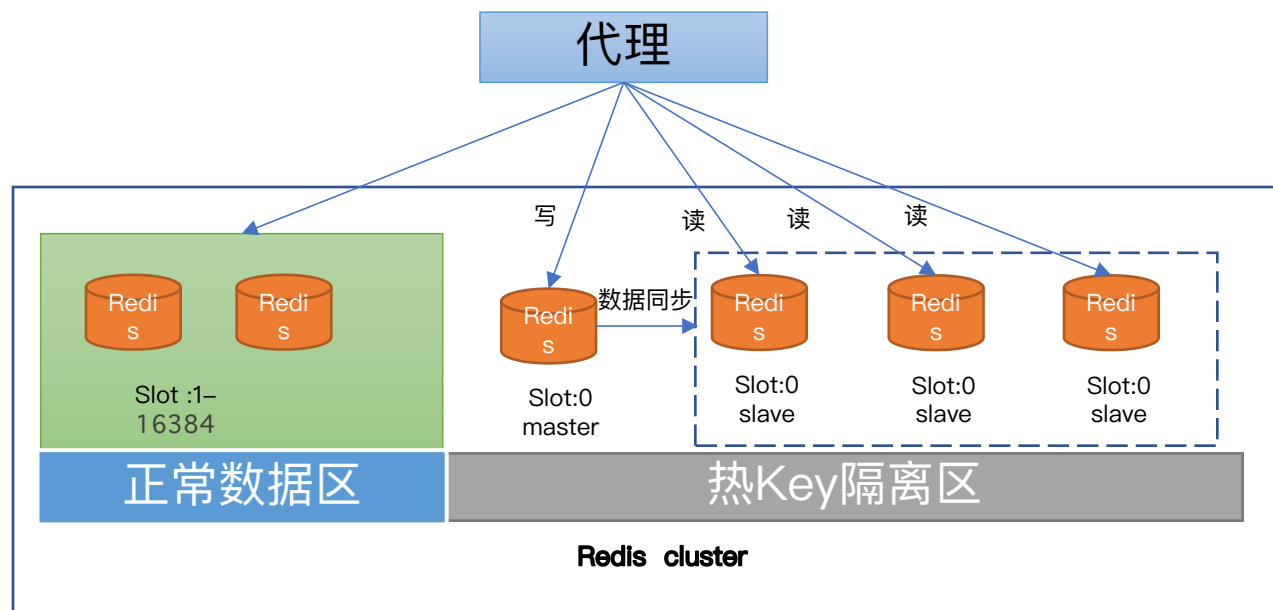 代理
写
读
读
读
Redi
s
Redi
s
Redi
s
数据同步
Redi
s
Redi
s
Redi
s
Slot :1–
16384
Slot:0
master
Slot:0
slave
Slot:0
slave
Slot:0
slave
正常数据区
热Key隔离区
Redis cluster